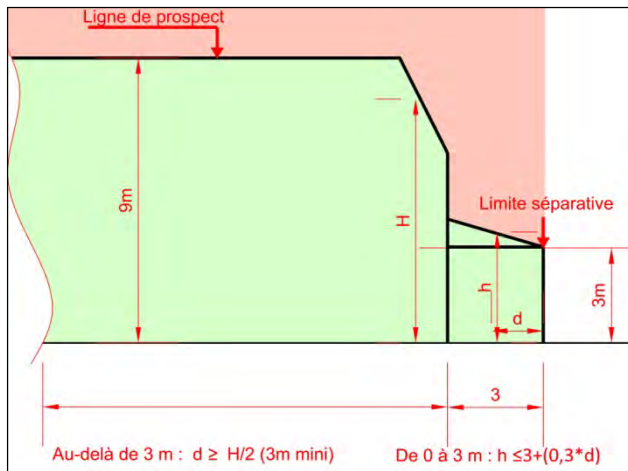 Ligne de prospect
9m
H
Limite séparative
h
d
3m
3
Au-delà de 3 m : d ≥ H/2 (3m mini)
De 0 à 3 m : h ≤3+(0,3*d)